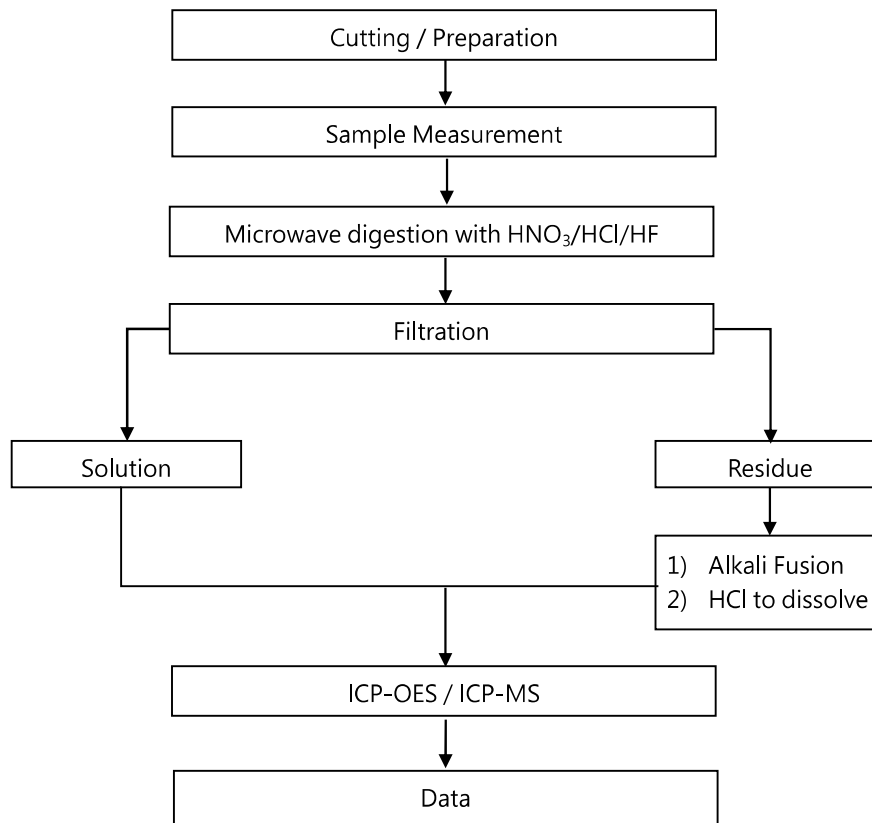 Cutting / Preparation
Sample Measurement
Microwave digestion with HNO₃/HCl/HF
Filtration
Solution
Residue
1) Alkali Fusion
2) HCl to dissolve
ICP-OES / ICP-MS
Data